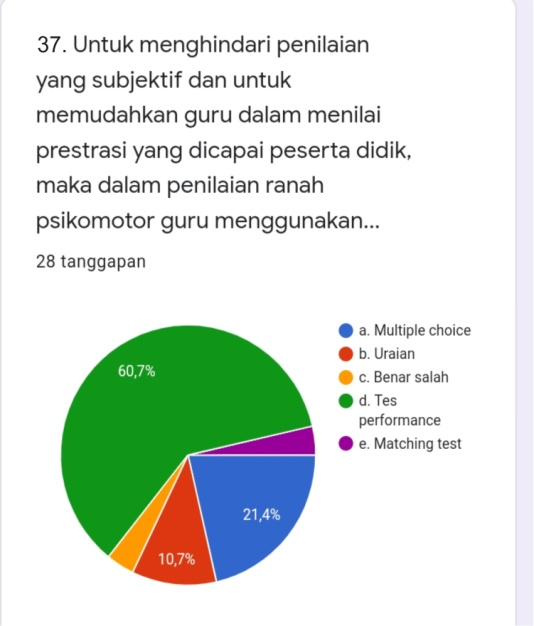 37. Untuk menghindari penilaian
yang subjektif dan untuk
memudahkan guru dalam menilai
prestrasi yang dicapai peserta didik,
maka dalam penilaian ranah
psikomotor guru menggunakan...
28 tanggapan
60,7%
21,4%
10,7%
a. Multiple choice
b. Uraian
c. Benar salah
d. Tes
performance
e. Matching test